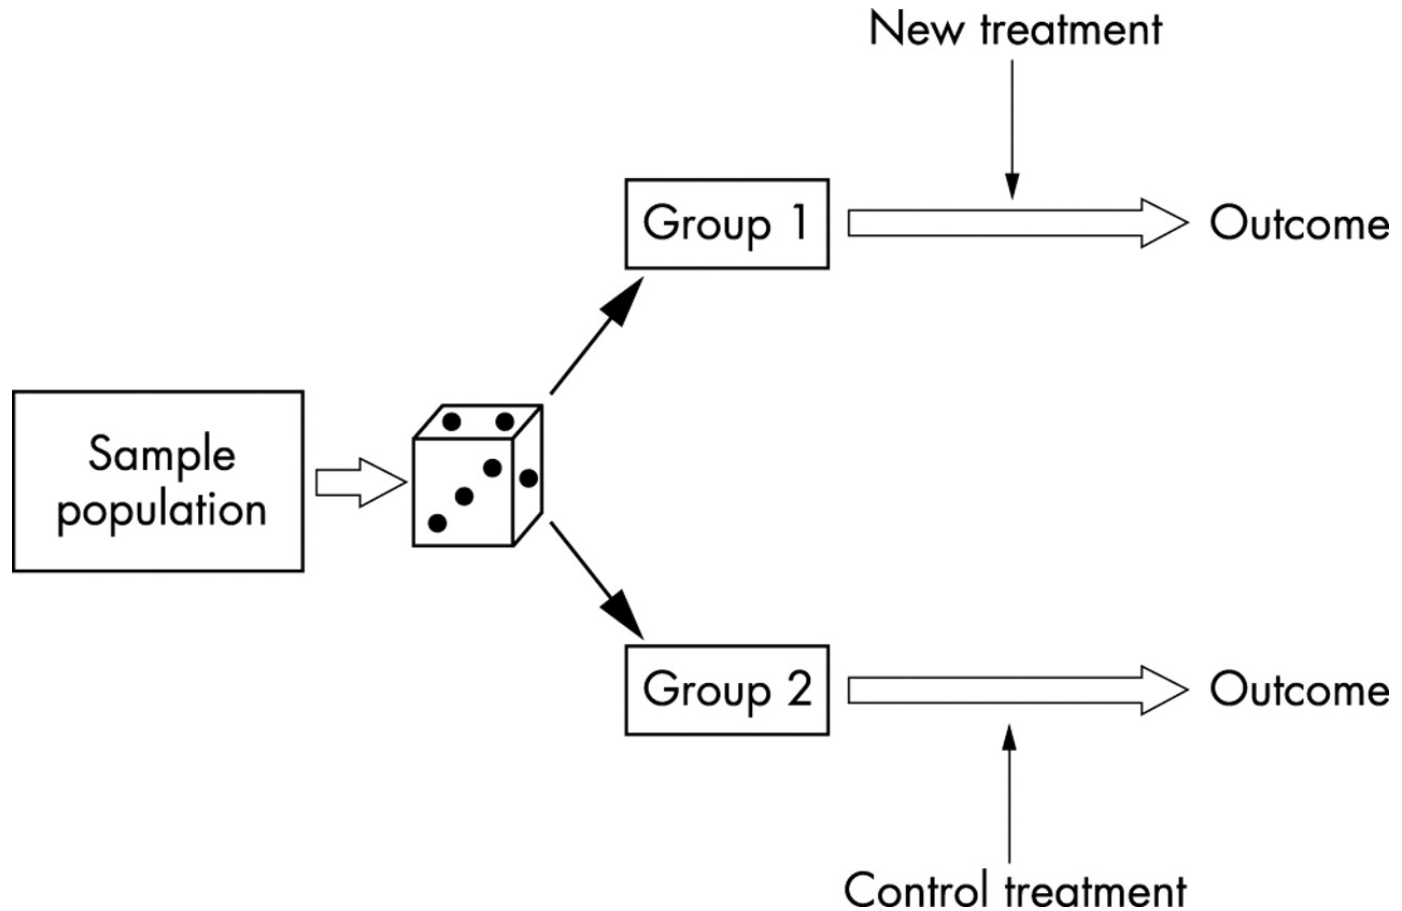 New treatment
Group 1
Outcome
Sample
population
Group 2
Outcome
Control treatment